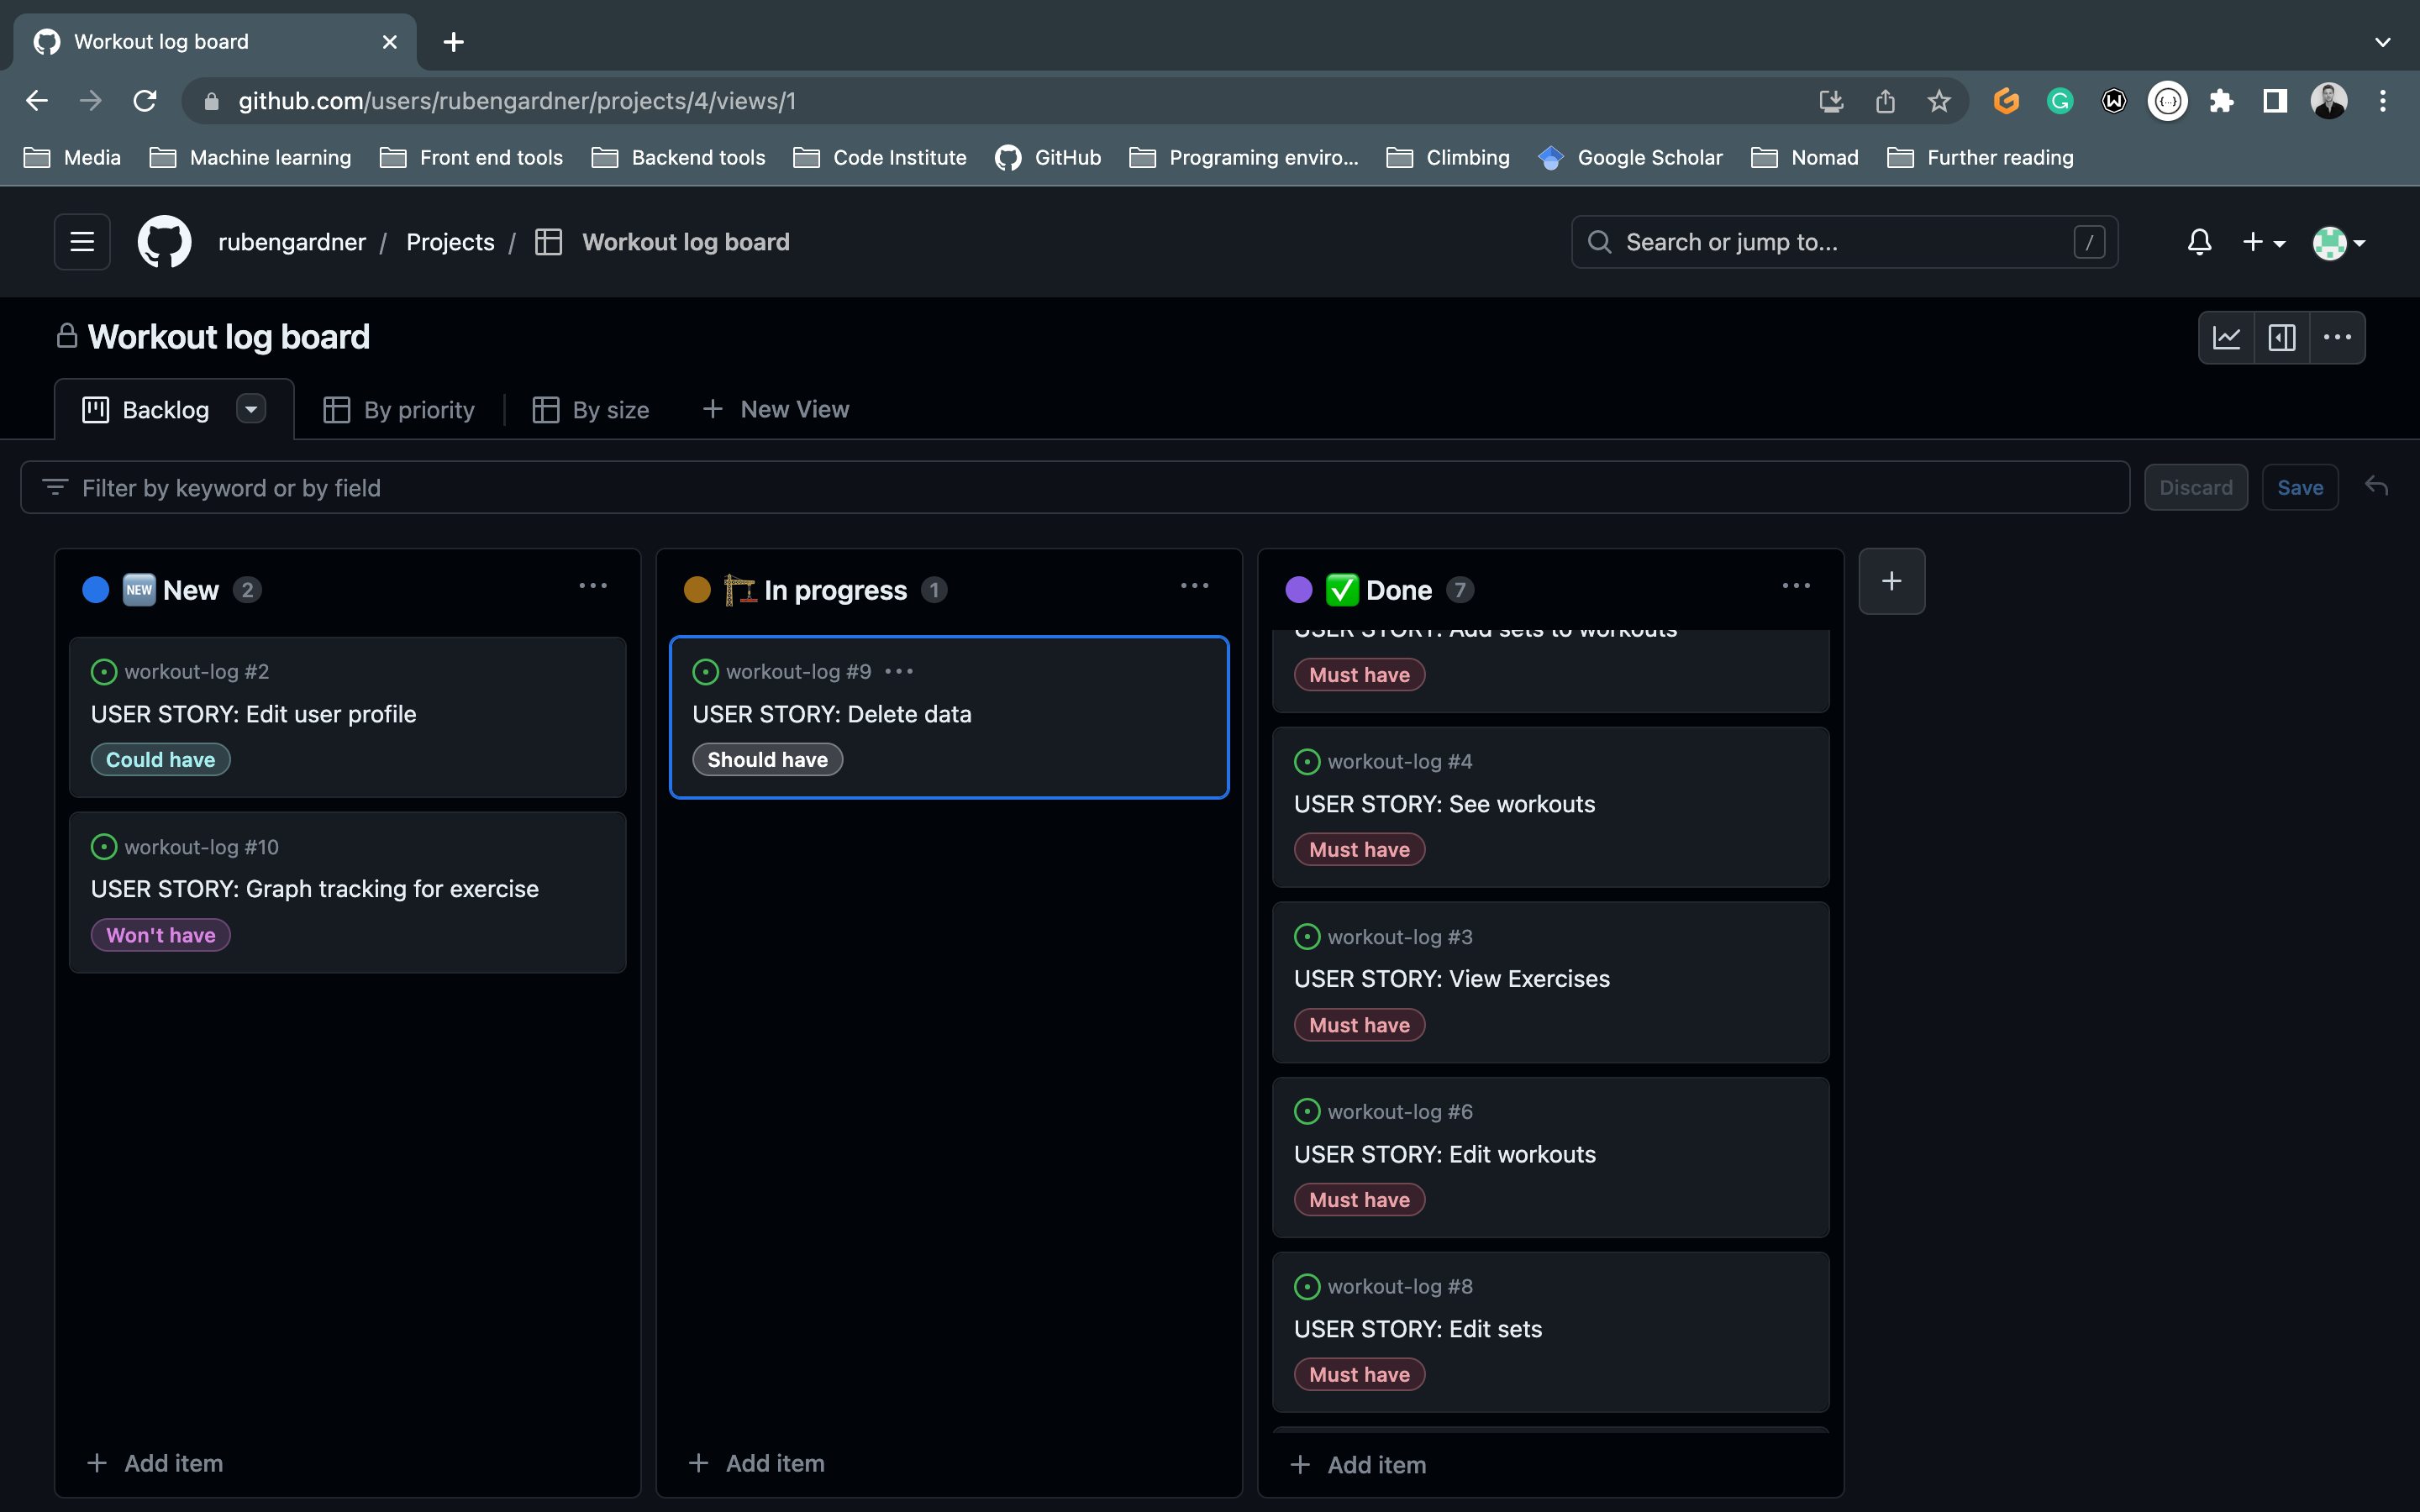 Workout log board
github.com/users/rubengardner/projects/4/views/1
Media Machine learning Front end tools Backend tools Code Institute GitHub Programing enviro... Climbing Google Scholar Nomad Further reading
rubengardner / Projects / Workout log board
Search or jump to... /
Workout log board
Backlog By priority By size + New View
Filter by keyword or by field
Discard Save
NEW New 2
workout-log #2
USER STORY: Edit user profile
Could have
workout-log #10
USER STORY: Graph tracking for exercise
Won't have
+ Add item
In progress 1
workout-log #9 ...
USER STORY: Delete data
Should have
+ Add item
Done 7
USER STORY: Add sets to workouts
Must have
workout-log #4
USER STORY: See workouts
Must have
workout-log #3
USER STORY: View Exercises
Must have
workout-log #6
USER STORY: Edit workouts
Must have
workout-log #8
USER STORY: Edit sets
Must have
+ Add item